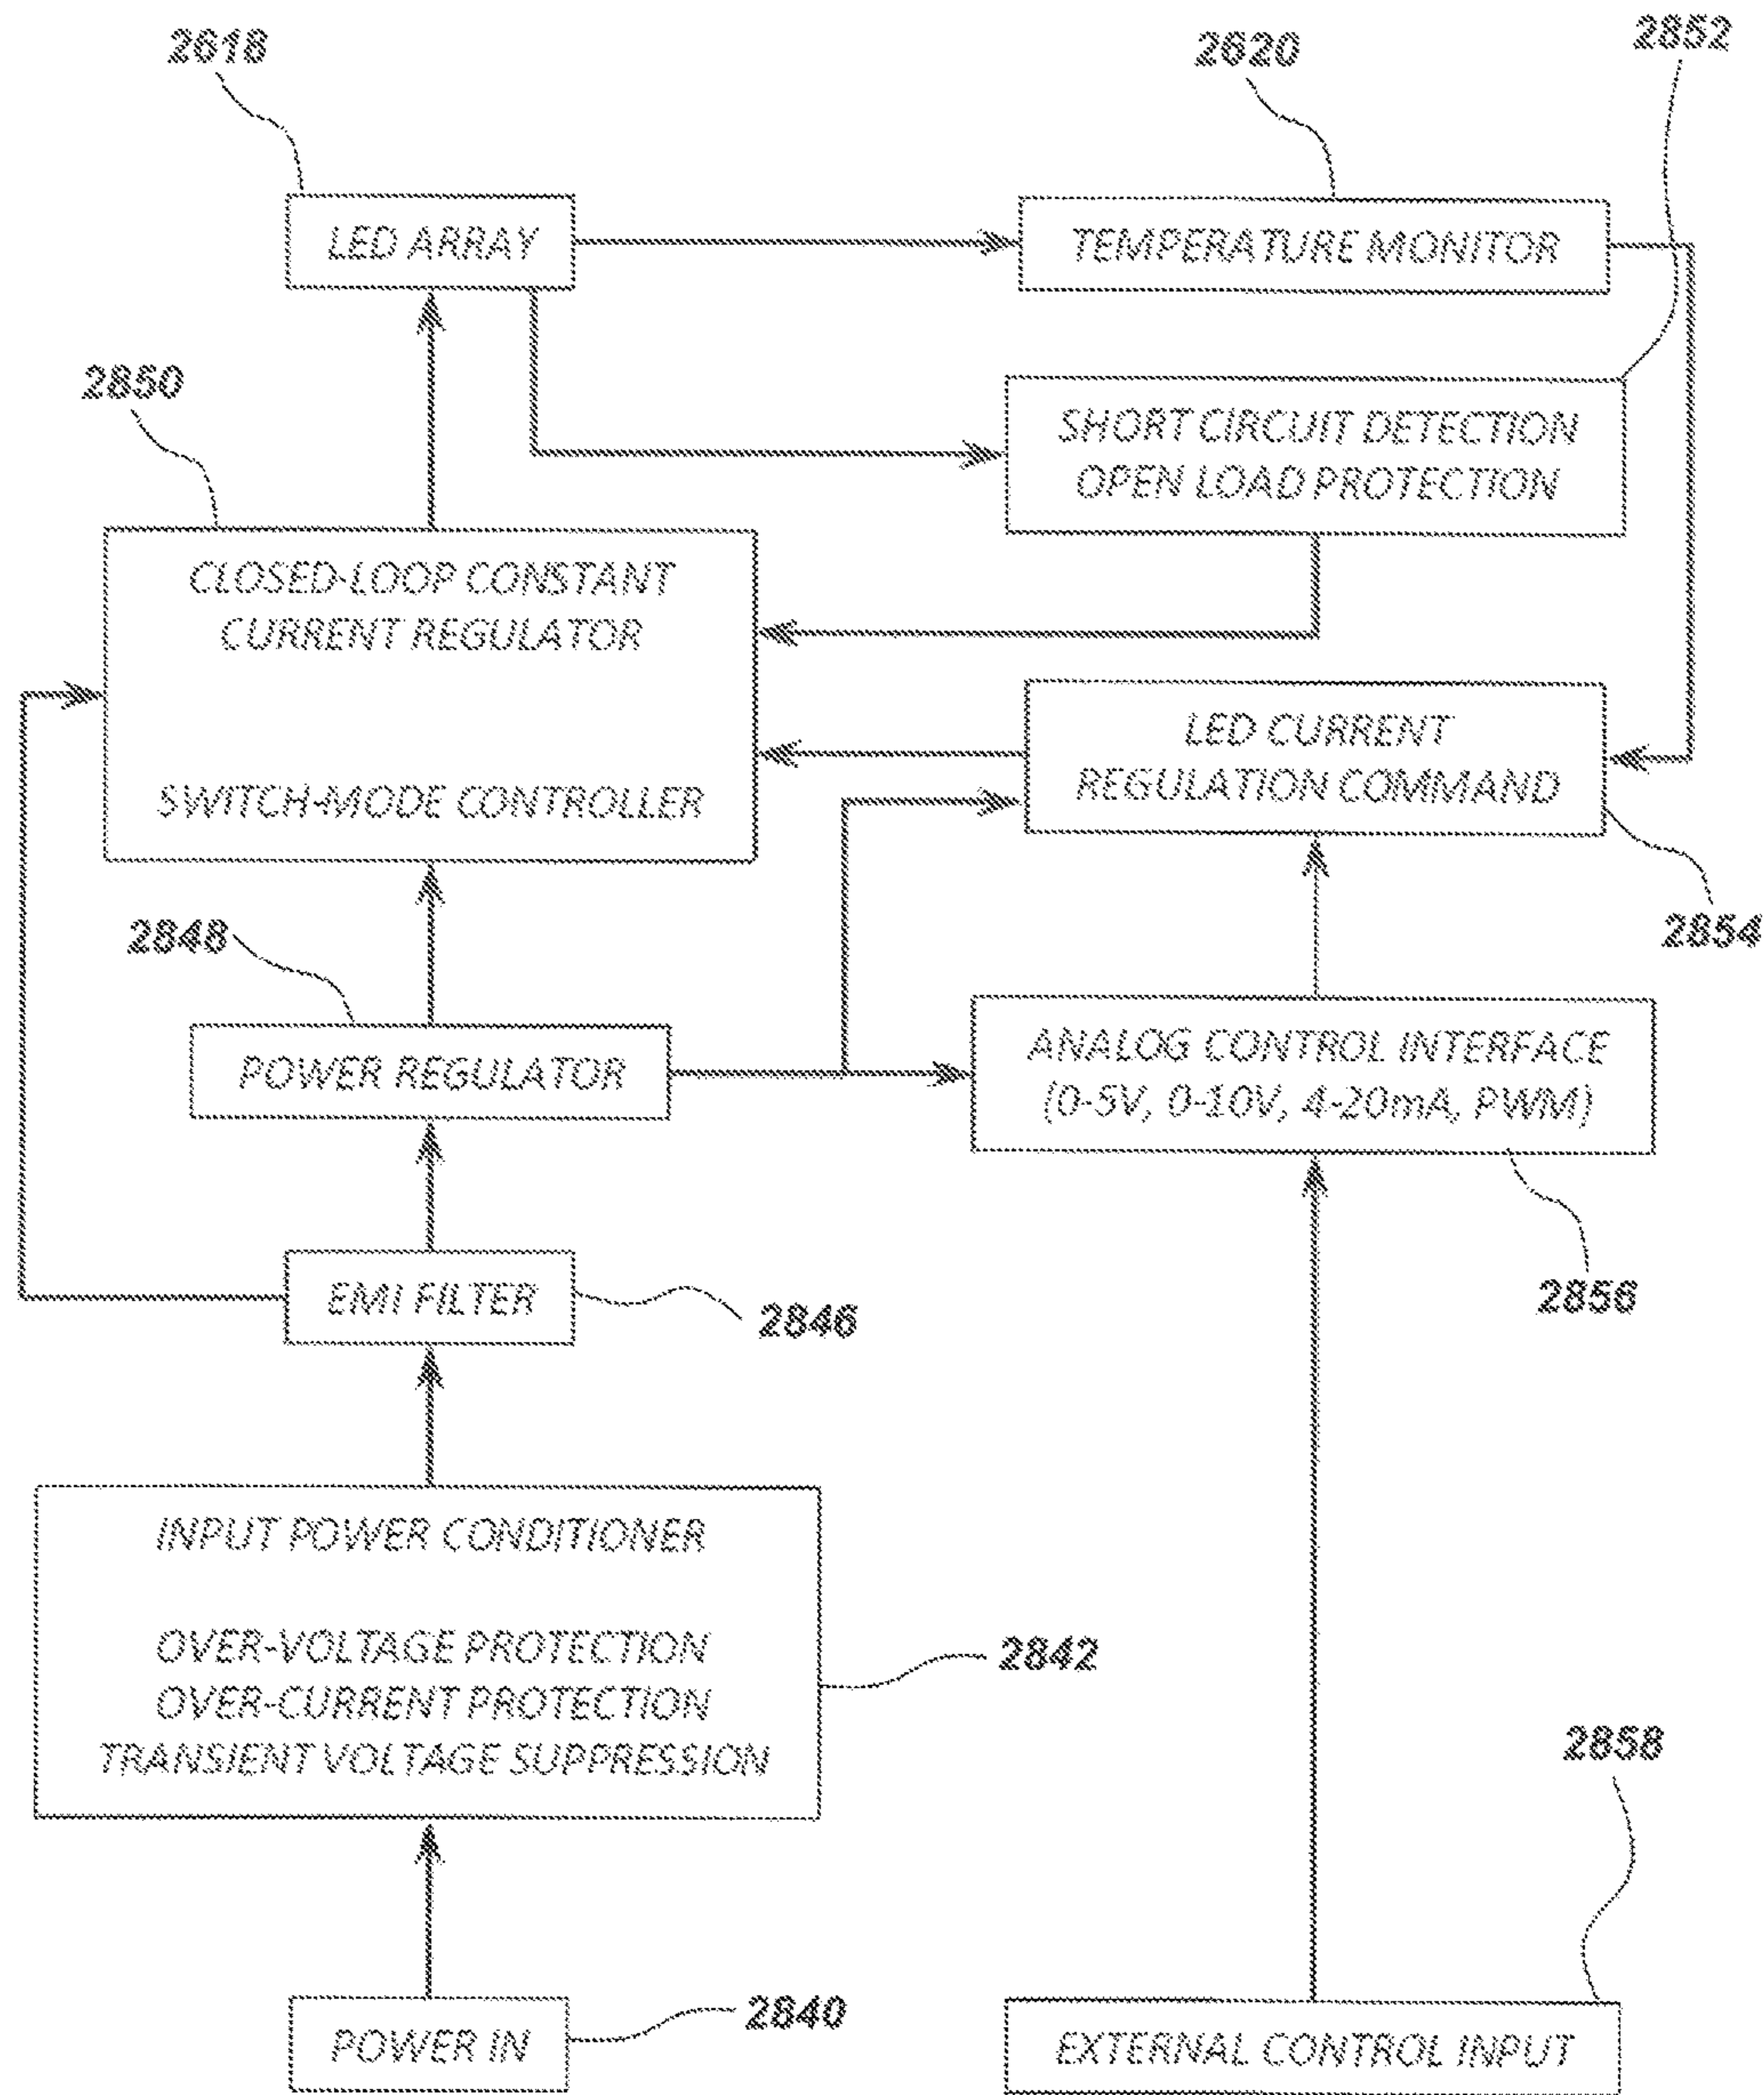 2618
2620
2852
LED ARRAY
TEMPERATURE MONITOR
2850
SHORT CIRCUIT DETECTION
OPEN LOAD PROTECTION
CLOSED-LOOP CONSTANT
CURRENT REGULATOR
SWITCH-MODE CONTROLLER
LED CURRENT
REGULATION COMMAND
2848
2854
POWER REGULATOR
ANALOG CONTROL INTERFACE
(0-5V, 0-10V, 4-20mA, PWM)
EMI FILTER
2846
2856
INPUT POWER CONDITIONER
OVER-VOLTAGE PROTECTION
OVER-CURRENT PROTECTION
TRANSIENT VOLTAGE SUPPRESSION
2842
2858
POWER IN
2840
EXTERNAL CONTROL INPUT